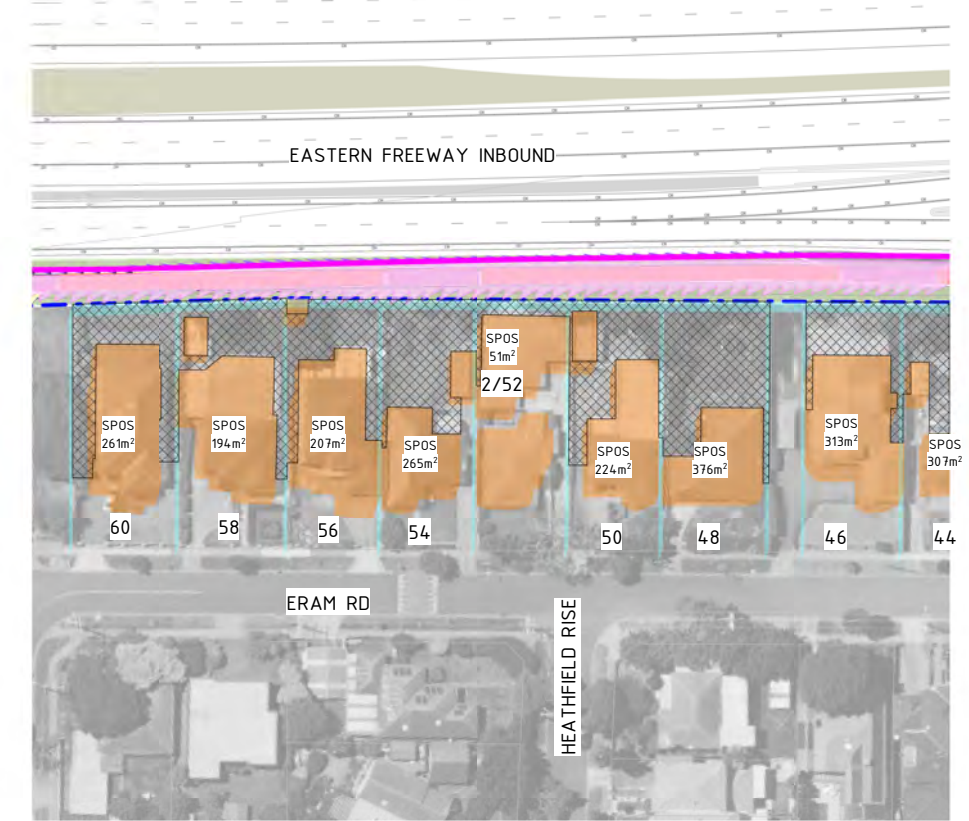 EASTERN FREEWAY INBOUND
SPOS
51m²
2/52
SPOS
261m²
SPOS
194m²
SPOS
207m²
SPOS
265m²
SPOS
224m²
SPOS
376m²
SPOS
313m²
SPOS
307m²
60
58
56
54
50
48
46
44
ERAM RD
HEATHFIELD RISE